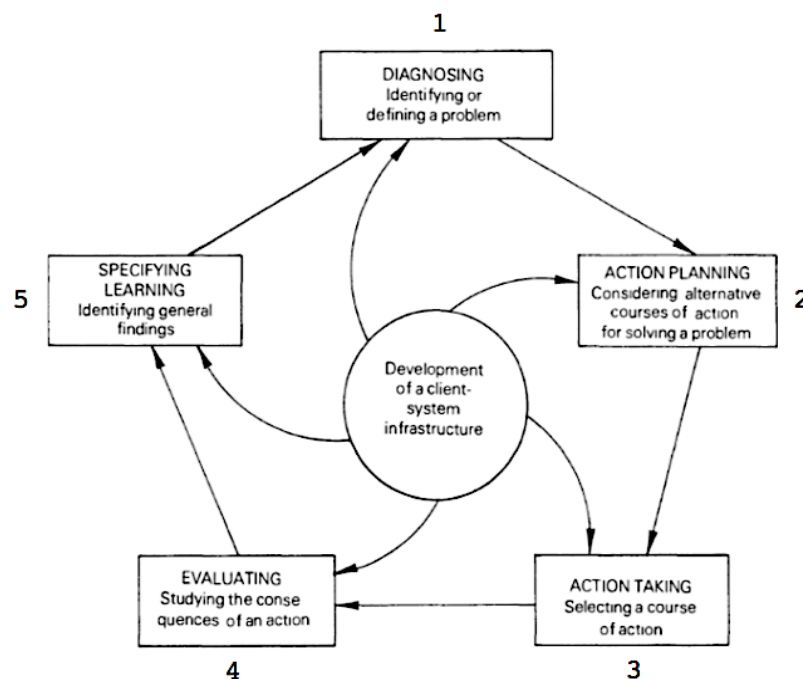 1
DIAGNOSING
Identifying or
defining a problem
5
SPECIFYING
LEARNING
Identifying general
findings
ACTION PLANNING
Considering alternative
courses of action
for solving a problem
2
Development
of a client-
system
infrastructure
EVALUATING
Studying the conse
quences of an action
4
ACTION TAKING
Selecting a course
of action
3